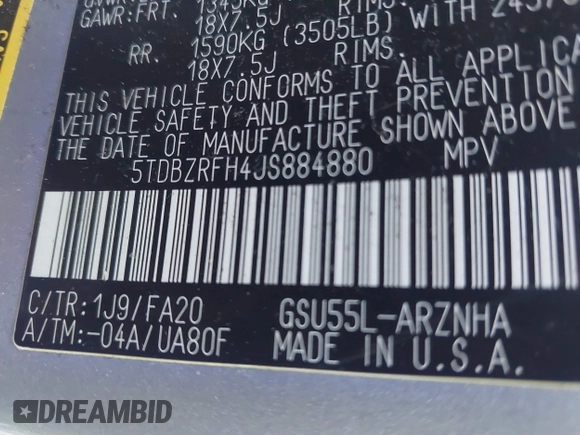 GAWR:FRT. 1345KG
18X7.5J RIMS.
RR. 1590KG (3505LB) WITH
18X7.5J RIMS.
THIS VEHICLE CONFORMS TO ALL APPLICA
VEHICLE SAFETY AND THEFT PREVENTION
THE DATE OF MANUFACTURE SHOWN ABOVE
5TDBZRFH4JS884880 MPV
C/TR:1J9/FA20 GSU55L-ARZNHA
A/TM:-04A/UA80F MADE IN U.S.A.
DREAMBID